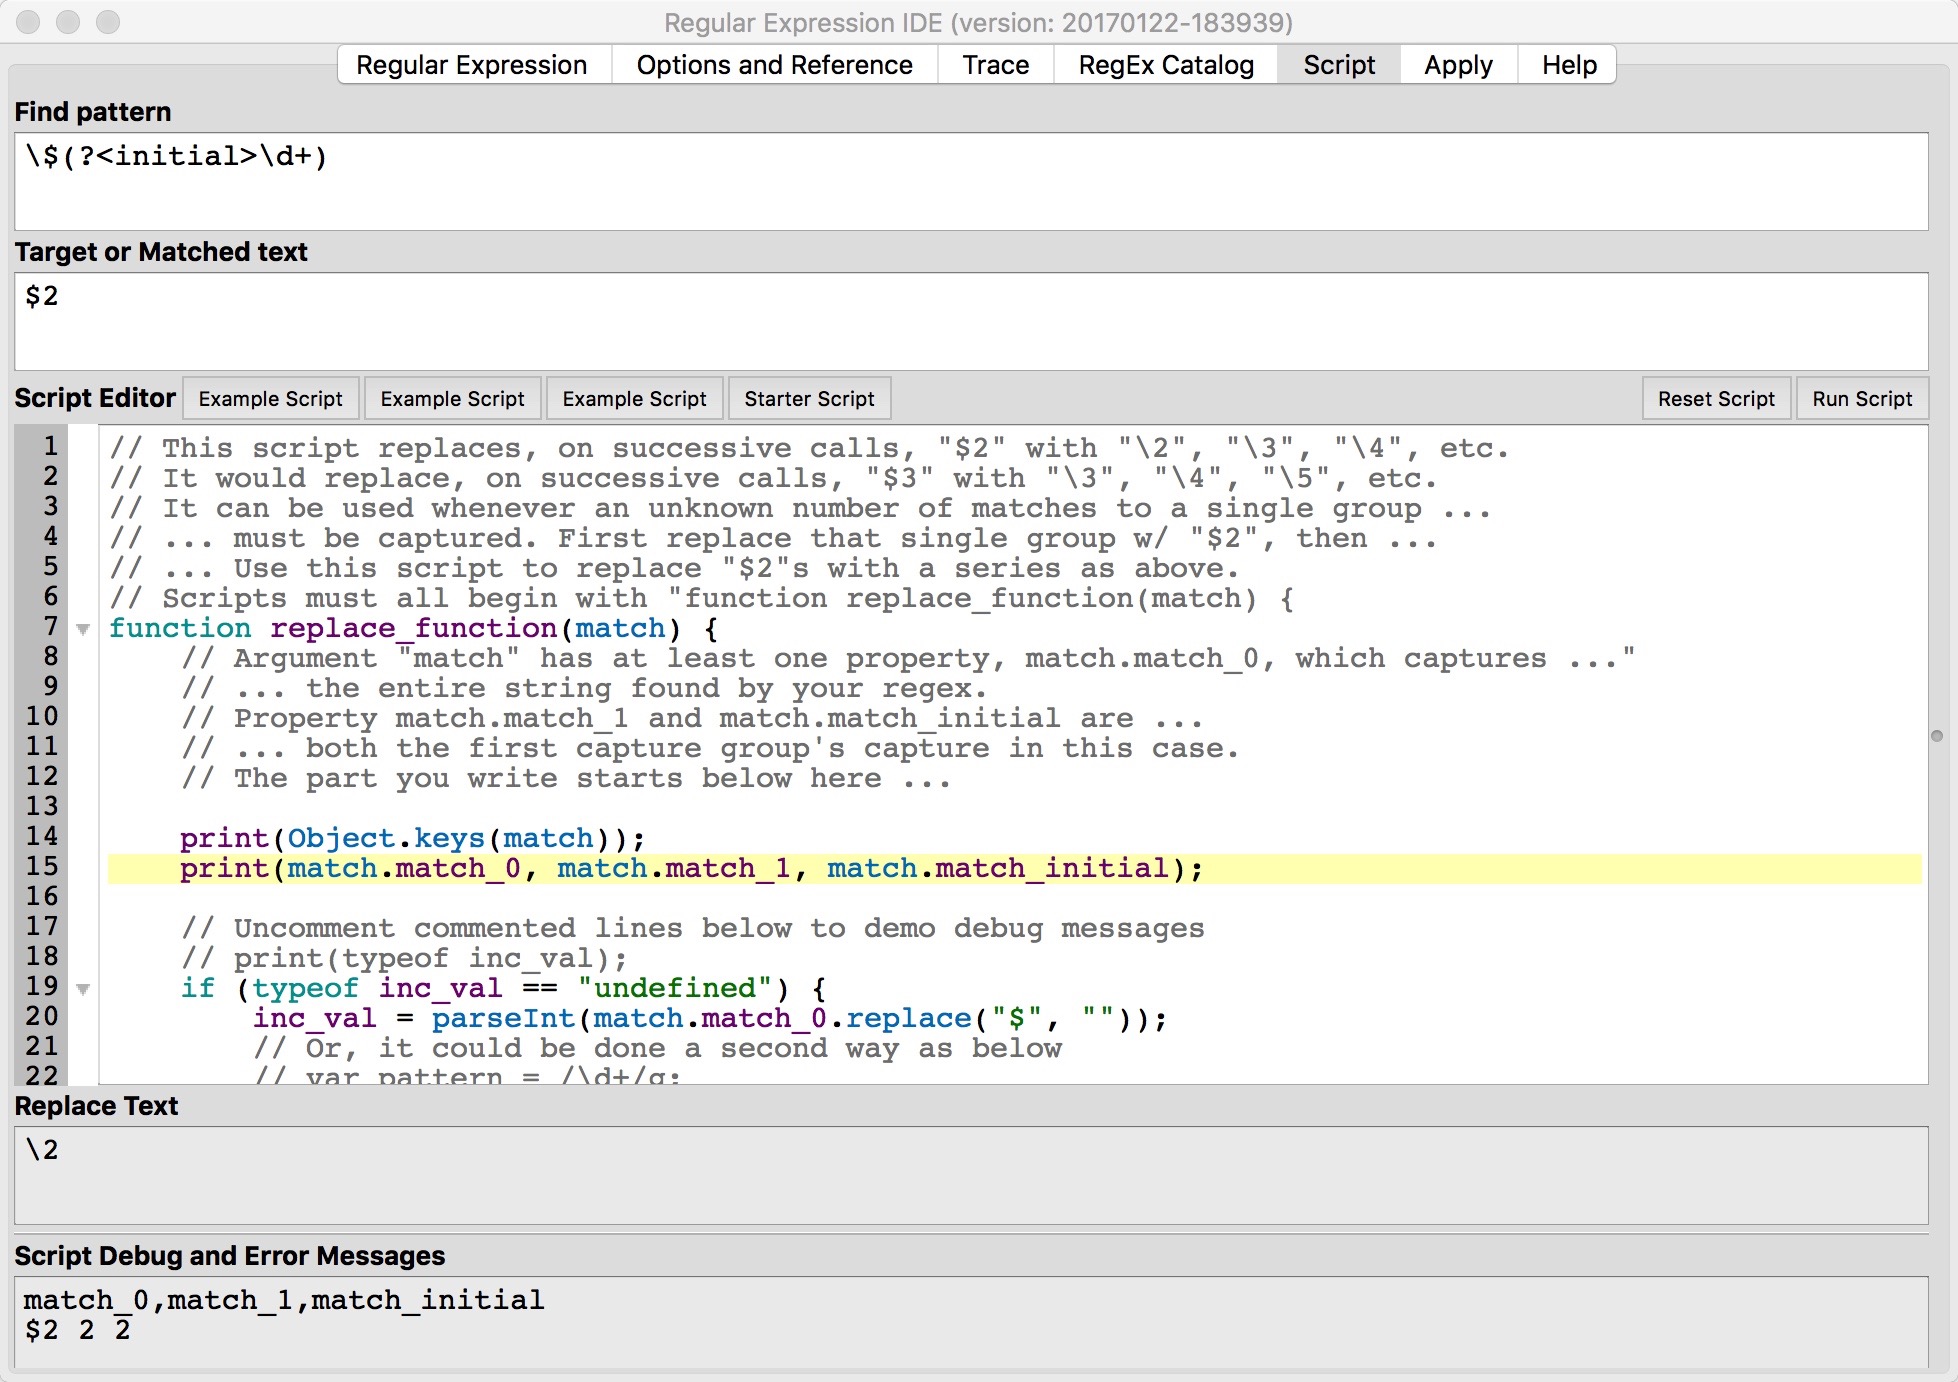 Regular Expression IDE (version: 20170122-183939)
Regular Expression Options and Reference Trace RegEx Catalog Script Apply Help
Find pattern
\$(?<initial>\d+)
Target or Matched text
$2
Script Editor Example Script Example Script Example Script Starter Script Reset Script Run Script
1 // This script replaces, on successive calls, "$2" with "\2", "\3", "\4", etc.
2 // It would replace, on successive calls, "$3" with "\3", "\4", "\5", etc.
3 // It can be used whenever an unknown number of matches to a single group ...
4 // ... must be captured. First replace that single group w/ "$2", then ...
5 // ... Use this script to replace "$2"s with a series as above.
6 // Scripts must all begin with "function replace_function(match) {
7 function replace_function(match) {
8 // Argument "match" has at least one property, match.match_0, which captures ..."
9 // ... the entire string found by your regex.
10 // Property match.match_1 and match.match_initial are ...
11 // ... both the first capture group's capture in this case.
12 // The part you write starts below here ...
13
14 print(Object.keys(match));
15 print(match.match_0, match.match_1, match.match_initial);
16
17 // Uncomment commented lines below to demo debug messages
18 // print(typeof inc_val);
19 if (typeof inc_val == "undefined") {
20 inc_val = parseInt(match.match_0.replace("$", ""));
21 // Or, it could be done a second way as below
22 // var pattern = /\d+/g;
Replace Text
\2
Script Debug and Error Messages
match_0,match_1,match_initial
$2 2 2